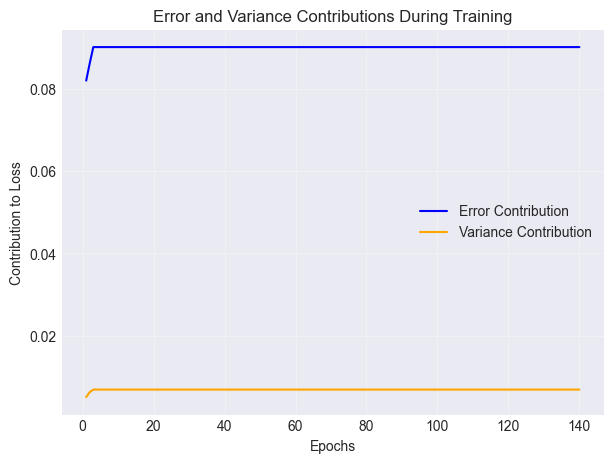 Error and Variance Contributions During Training
Contribution to Loss
0.08
0.06
0.04
0.02
Error Contribution
Variance Contribution
0 20 40 60 80 100 120 140
Epochs